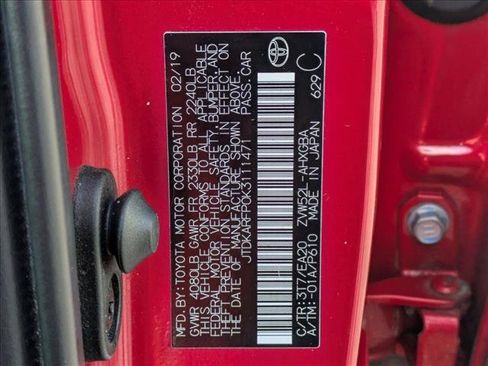 MFD.BY:TOYOTA MOTOR CORPORATION 02/19
GVWR 4080LB GAWR FR 2330LB RR 2240LB
THIS VEHICLE CONFORMS TO ALL APPLICABLE
FEDERAL MOTOR VEHICLE SAFETY, BUMPER, AND
THEFT PREVENTION STANDARDS IN EFFECT ON
THE DATE OF MANUFACTURE SHOWN ABOVE.
JTDKARFP0K3111471 PASS.CAR
C/TR:3T7/EA20 ZVW52L-AHXGBA
A/TM:-01A/P610 MADE IN JAPAN 629
C